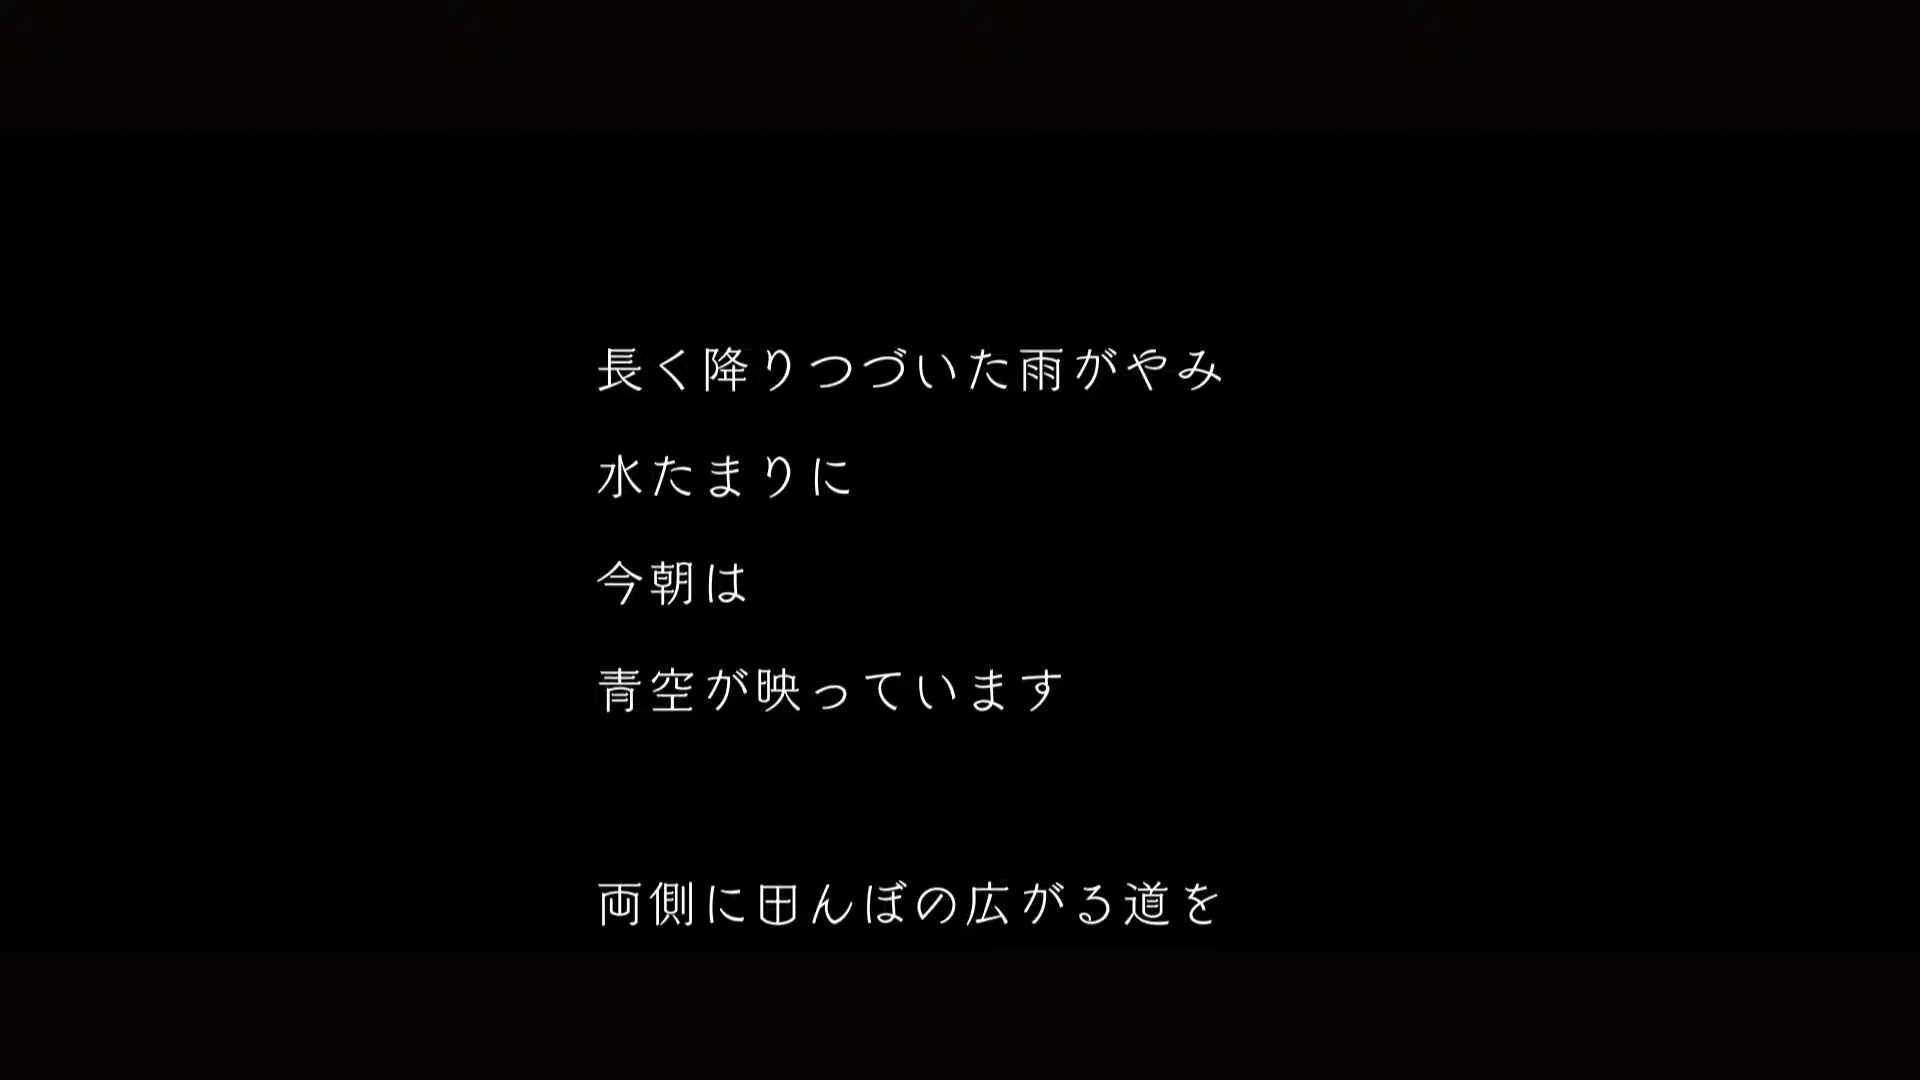 長く降りつづいた雨がやみ
水たまりに
今朝は
青空が映っています
両側に田んぼの広がる道を